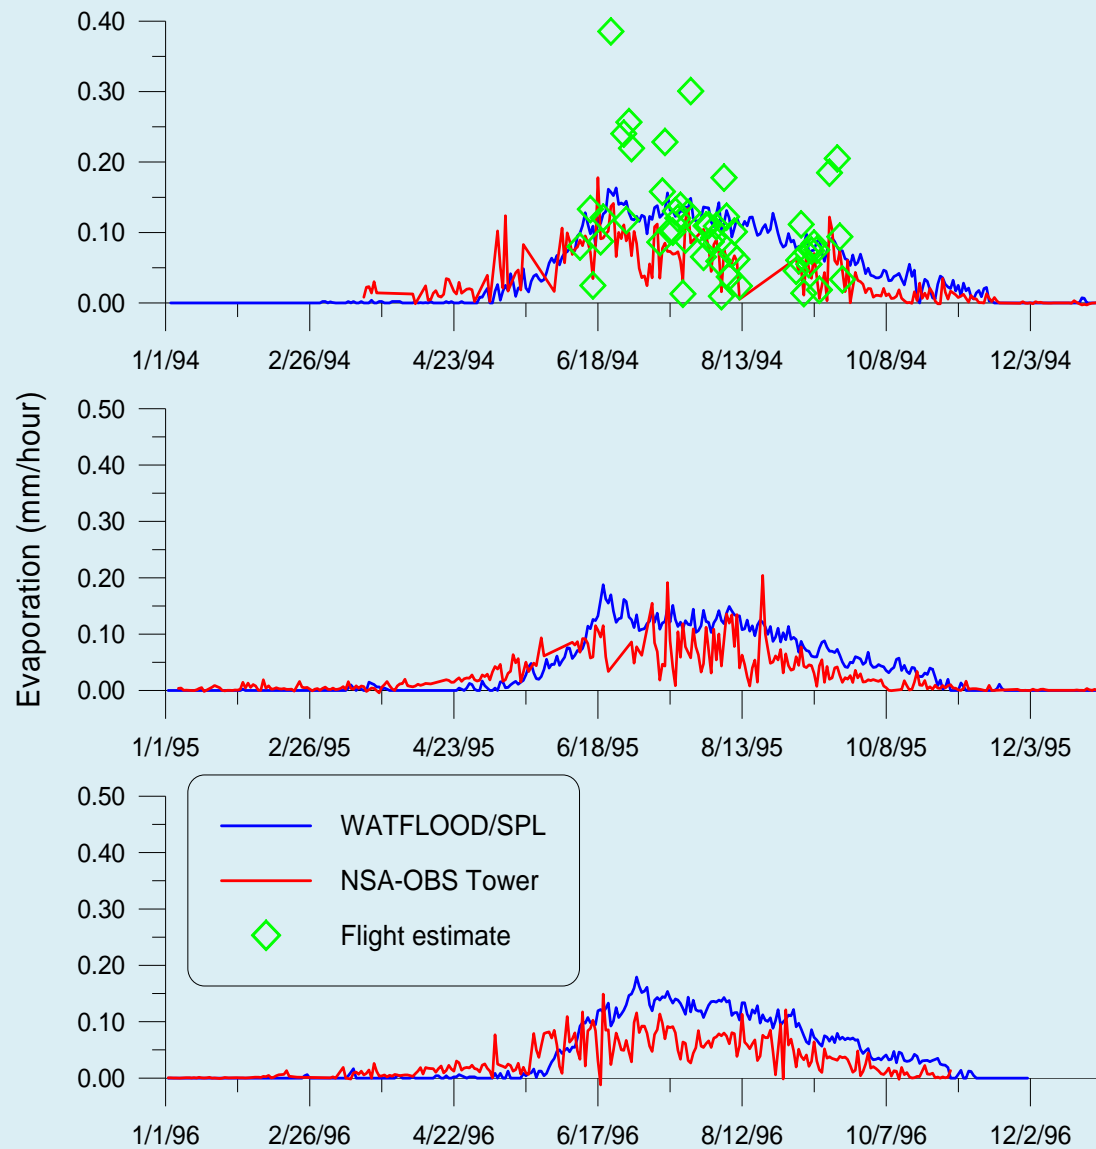 0.40
0.30
0.20
0.10
0.00
1/1/94 2/26/94 4/23/94 6/18/94 8/13/94 10/8/94 12/3/94
Evaporation (mm/hour)
0.50
0.40
0.30
0.20
0.10
0.00
1/1/95 2/26/95 4/23/95 6/18/95 8/13/95 10/8/95 12/3/95
0.50
0.40
0.30
0.20
0.10
0.00
WATFLOOD/SPL
NSA-OBS Tower
Flight estimate
1/1/96 2/26/96 4/22/96 6/17/96 8/12/96 10/7/96 12/2/96